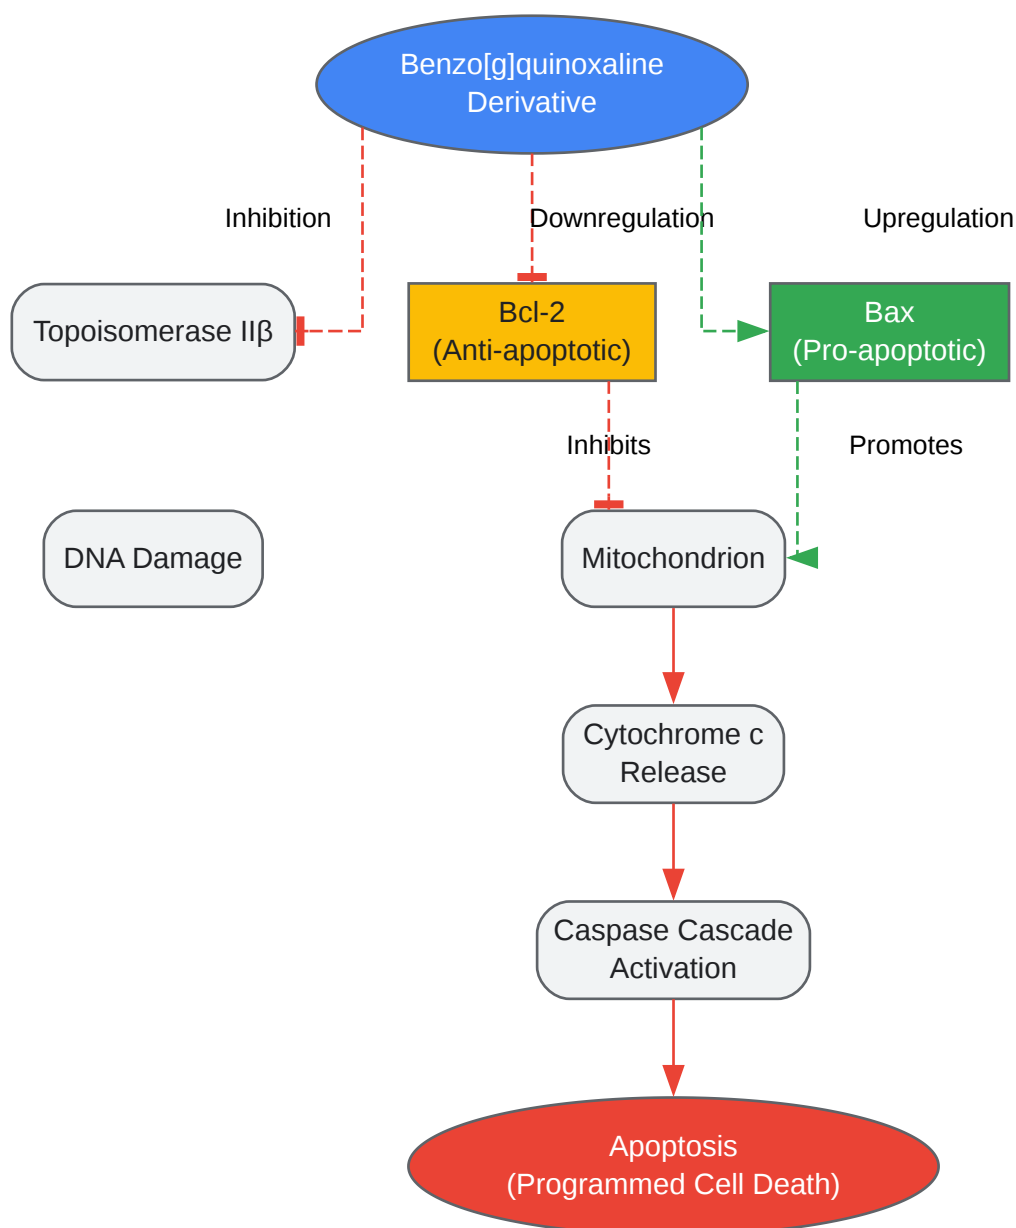 Benzo[g]quinoxaline
Derivative
Inhibition
Downregulation
Upregulation
Topoisomerase IIβ
Bcl-2
(Anti-apoptotic)
Bax
(Pro-apoptotic)
Inhibits
Promotes
DNA Damage
Mitochondrion
Cytochrome c
Release
Caspase Cascade
Activation
Apoptosis
(Programmed Cell Death)